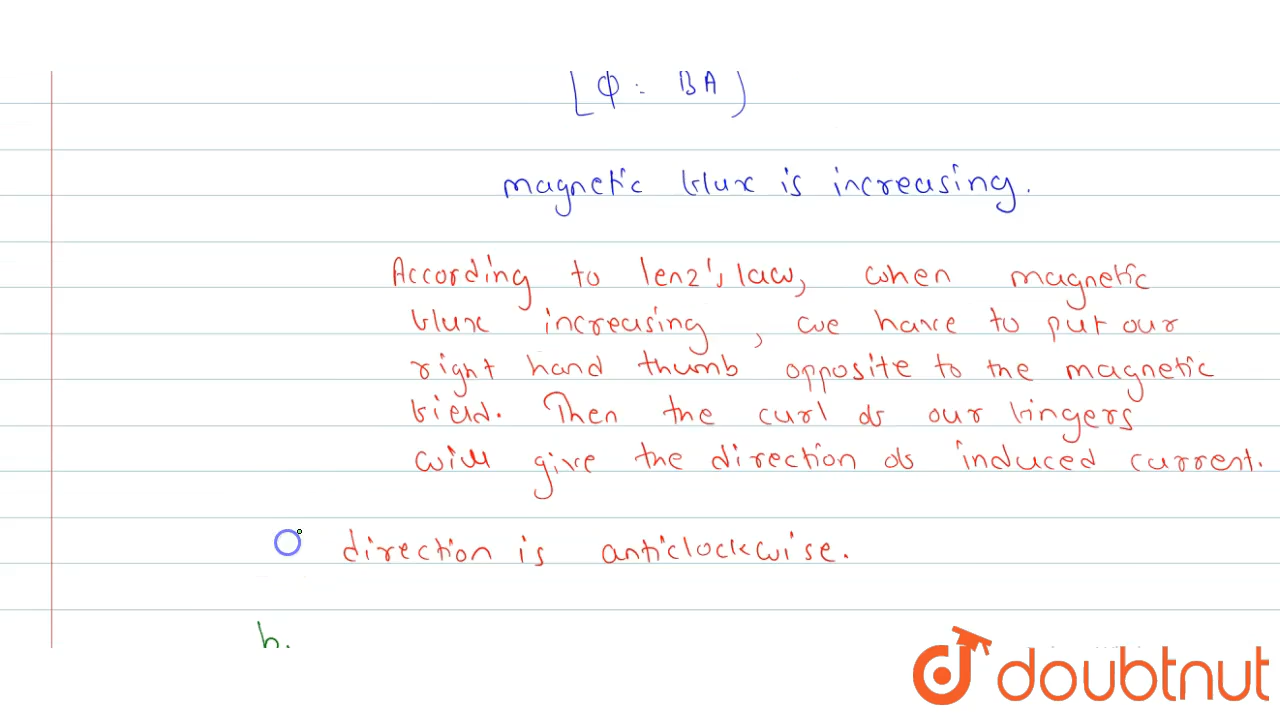 [φ = BA]
magnetic flux is increasing.
According to lenz's law, when magnetic
flux increasing, we have to put our
right hand thumb opposite to the magnetic
field. Then the curl of our fingers
will give the direction of induced current.
direction is anticlockwise.
b.
doubtnut